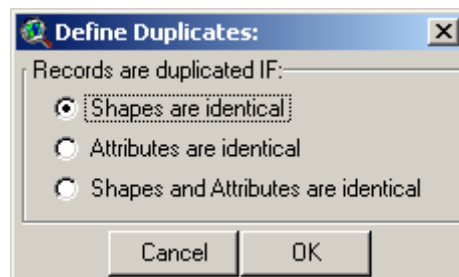 Define Duplicates:
Records are duplicated IF:
Shapes are identical
Attributes are identical
Shapes and Attributes are identical
Cancel OK